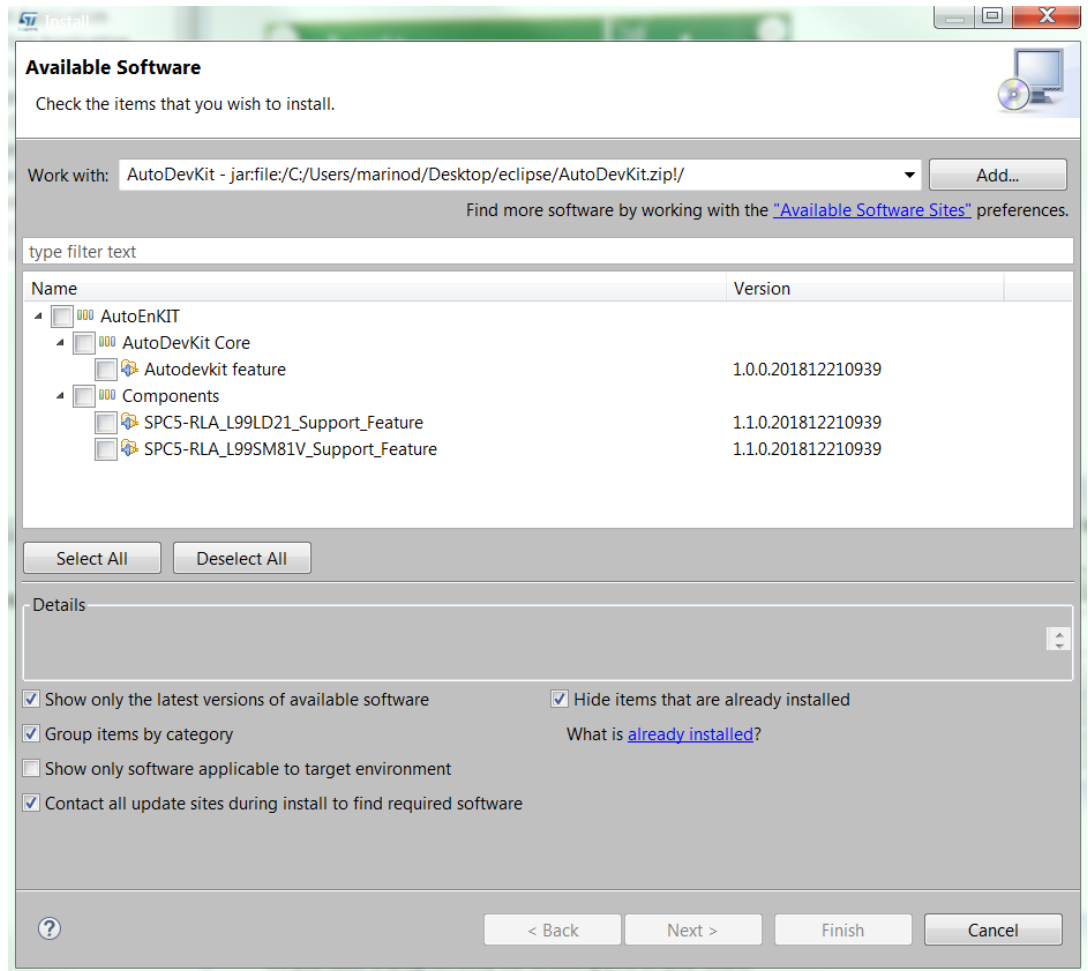 Install
Available Software
Check the items that you wish to install.
Work with: AutoDevKit - jar:file:/C:/Users/marinod/Desktop/eclipse/AutoDevKit.zip!/ Add...
Find more software by working with the "Available Software Sites" preferences.
type filter text
Name Version
AutoEnKIT
AutoDevKit Core
Autodevkit feature 1.0.0.201812210939
Components
SPC5-RLA_L99LD21_Support_Feature 1.1.0.201812210939
SPC5-RLA_L99SM81V_Support_Feature 1.1.0.201812210939
Select All Deselect All
Details
Show only the latest versions of available software Hide items that are already installed
Group items by category What is already installed?
Show only software applicable to target environment
Contact all update sites during install to find required software
? < Back Next > Finish Cancel